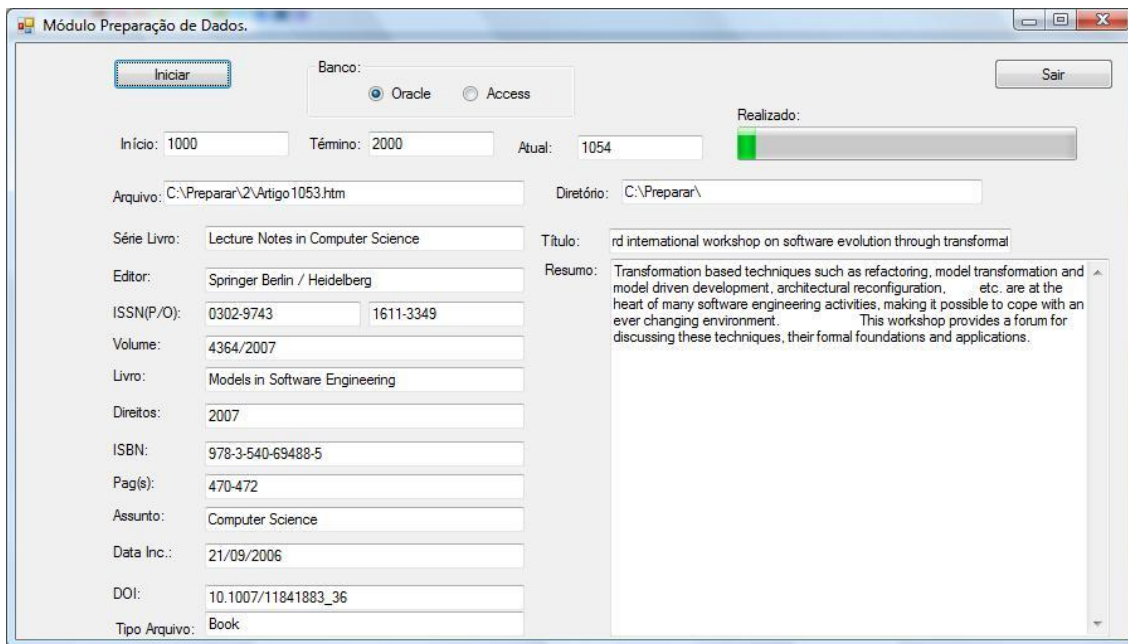 Módulo Preparação de Dados.
Iniciar
Banco:
Oracle Access
Sair
Realizado:
Início: 1000 Término: 2000 Atual: 1054
Arquivo: C:\Preparar\2\Artigo1053.htm Diretório: C:\Preparar\
Série Livro: Lecture Notes in Computer Science
Editor: Springer Berlin / Heidelberg
ISSN(P/O): 0302-9743 1611-3349
Volume: 4364/2007
Livro: Models in Software Engineering
Direitos: 2007
ISBN: 978-3-540-69488-5
Pag(s): 470-472
Assunto: Computer Science
Data Inc.: 21/09/2006
DOI: 10.1007/11841883_36
Tipo Arquivo: Book
Título: rd international workshop on software evolution through transformat
Resumo: Transformation based techniques such as refactoring, model transformation and
model driven development, architectural reconfiguration, etc. are at the
heart of many software engineering activities, making it possible to cope with an
ever changing environment. This workshop provides a forum for
discussing these techniques, their formal foundations and applications.